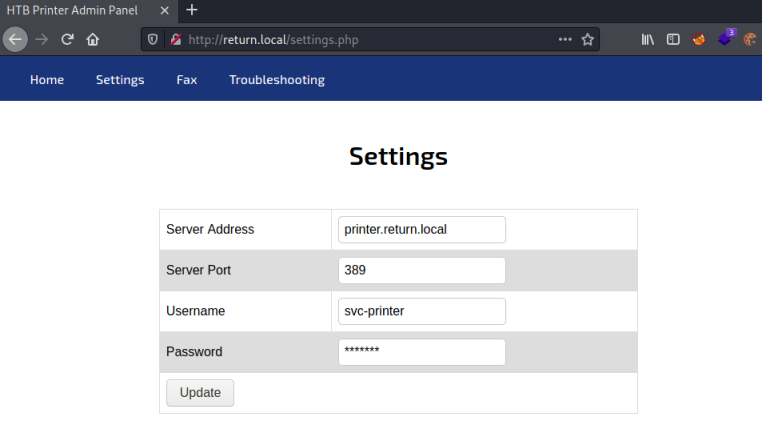 HTB Printer Admin Panel
http://return.local/settings.php
3
Home Settings Fax Troubleshooting
Settings
Server Address printer.return.local
Server Port 389
Username svc-printer
Password *******
Update